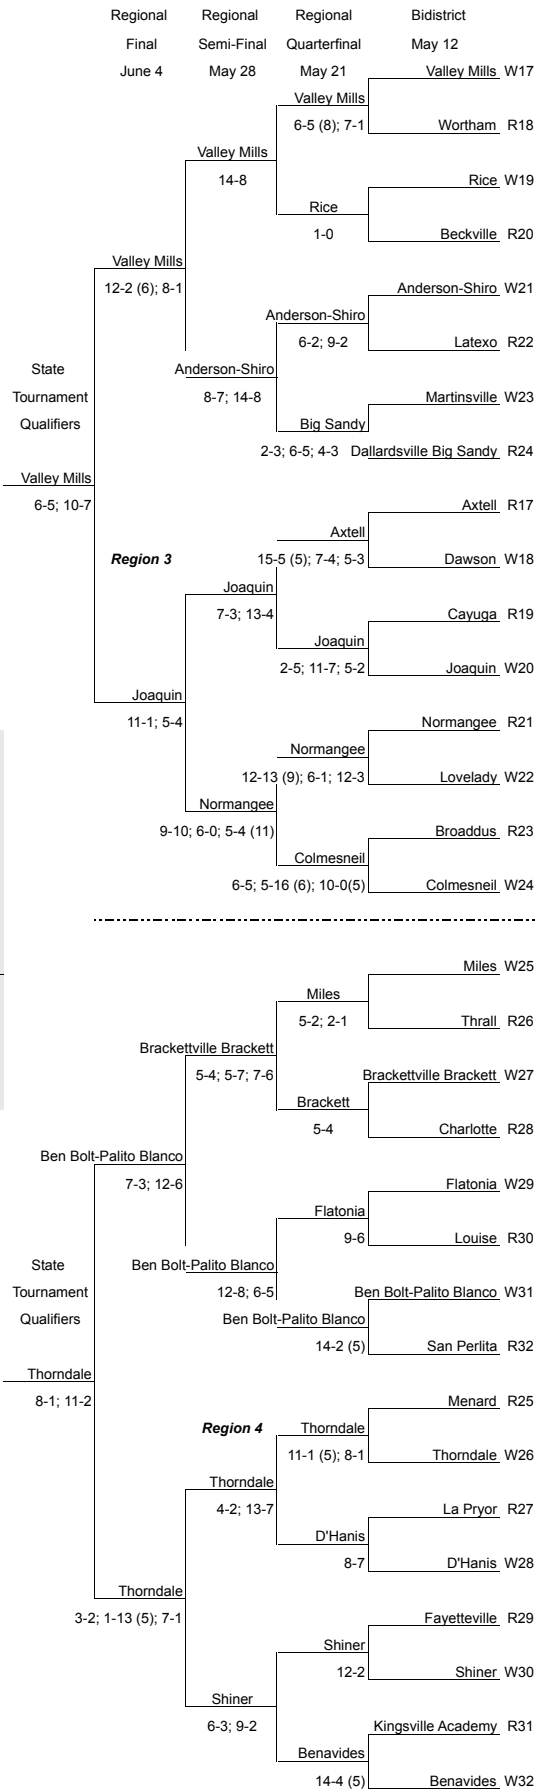 Regional Regional Regional Bidistrict
Final Semi-Final Quarterfinal May 12
June 4 May 28 May 21
Valley Mills W17
Valley Mills
6-5 (8); 7-1
Wortham R18
Valley Mills
14-8
Rice W19
Rice
1-0
Beckville R20
Valley Mills
12-2 (6); 8-1
Anderson-Shiro W21
Anderson-Shiro
6-2; 9-2
Latexo R22
State
Anderson-Shiro
8-7; 14-8
Tournament
Martinsville W23
Qualifiers
Big Sandy
2-3; 6-5; 4-3
Dallardsville Big Sandy R24
Valley Mills
6-5; 10-7
Axtell R17
Axtell
Region 3
15-5 (5); 7-4; 5-3
Dawson W18
Joaquin
7-3; 13-4
Cayuga R19
Joaquin
2-5; 11-7; 5-2
Joaquin W20
Joaquin
11-1; 5-4
Normangee R21
Normangee
12-13 (9); 6-1; 12-3
Lovelady W22
Normangee
9-10; 6-0; 5-4 (11)
Broaddus R23
Colmesneil
6-5; 5-16 (6); 10-0(5)
Colmesneil W24
Miles W25
Miles
5-2; 2-1
Thrall R26
Brackettville Brackett
5-4; 5-7; 7-6
Brackettville Brackett W27
Brackett
5-4
Charlotte R28
Ben Bolt-Palito Blanco
7-3; 12-6
Flatonia W29
Flatonia
9-6
Louise R30
State
Ben Bolt-Palito Blanco
12-8; 6-5
Tournament
Ben Bolt-Palito Blanco W31
Qualifiers
Ben Bolt-Palito Blanco
14-2 (5)
San Perlita R32
Thorndale
8-1; 11-2
Menard R25
Region 4
Thorndale
11-1 (5); 8-1
Thorndale W26
Thorndale
4-2; 13-7
La Pryor R27
D'Hanis
8-7
D'Hanis W28
Thorndale
3-2; 1-13 (5); 7-1
Fayetteville R29
Shiner
12-2
Shiner W30
Shiner
6-3; 9-2
Kingsville Academy R31
Benavides
14-4 (5)
Benavides W32